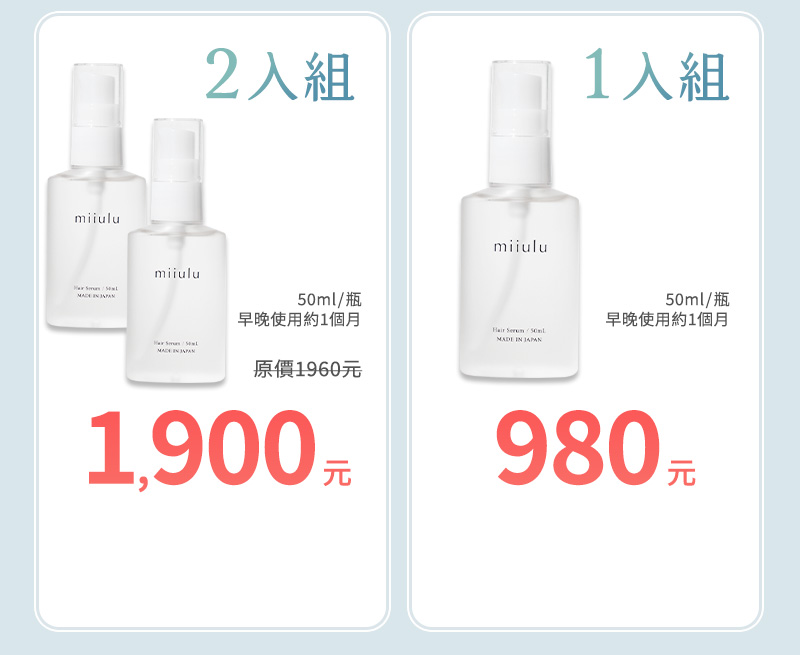 2入組
miiulu
Hair Serum / 50mL
MADE IN JAPAN
miiulu
Hair Serum / 50mL
MADE IN JAPAN
50ml/瓶
早晚使用約1個月
原價1960元
1,900元
1入組
miiulu
Hair Serum / 50mL
MADE IN JAPAN
50ml/瓶
早晚使用約1個月
980元